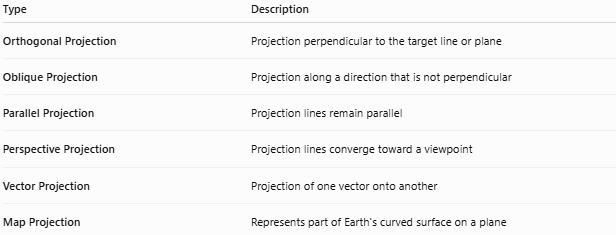 Type Description
Orthogonal Projection Projection perpendicular to the target line or plane
Oblique Projection Projection along a direction that is not perpendicular
Parallel Projection Projection lines remain parallel
Perspective Projection Projection lines converge toward a viewpoint
Vector Projection Projection of one vector onto another
Map Projection Represents part of Earth's curved surface on a plane